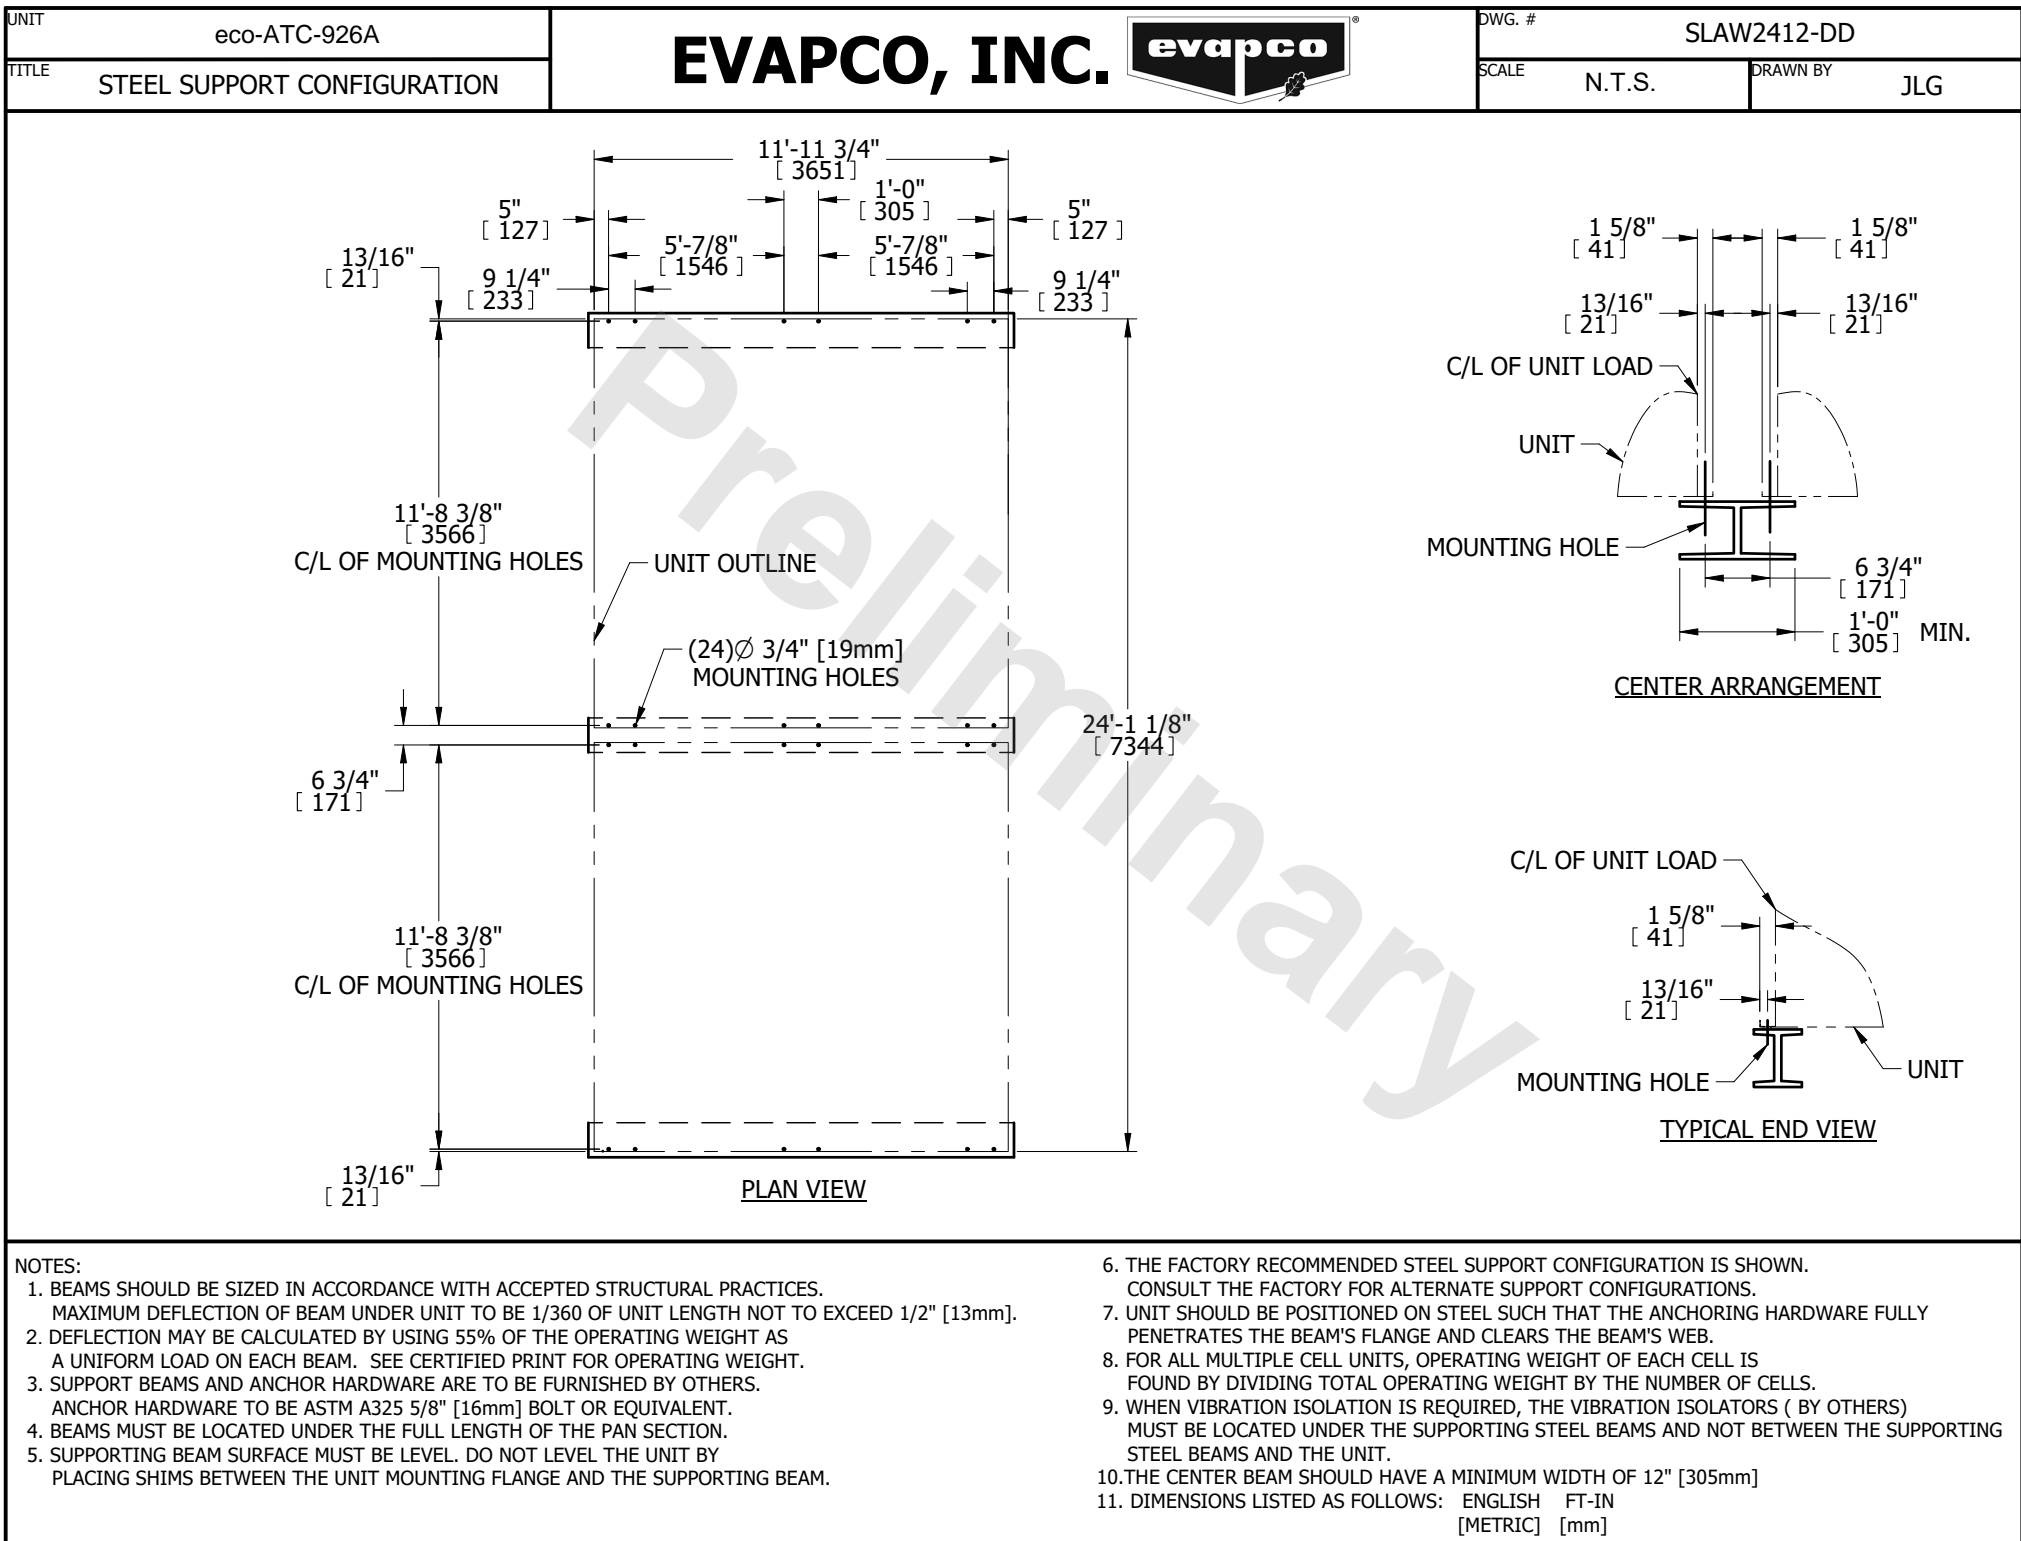 UNIT
eco-ATC-926A
TITLE
STEEL SUPPORT CONFIGURATION
EVAPCO, INC.
evapco
®
DWG. #
SLAW2412-DD
SCALE
N.T.S.
DRAWN BY
JLG
11'-11 3/4"
[ 3651 ]
1'-0"
[ 305 ]
5"
[ 127 ]
5"
[ 127 ]
5'-7/8"
[ 1546 ]
5'-7/8"
[ 1546 ]
13/16"
[ 21 ]
9 1/4"
[ 233 ]
9 1/4"
[ 233 ]
11'-8 3/8"
[ 3566 ]
C/L OF MOUNTING HOLES
UNIT OUTLINE
(24)Ø 3/4" [19mm]
MOUNTING HOLES
24'-1 1/8"
[ 7344 ]
6 3/4"
[ 171 ]
11'-8 3/8"
[ 3566 ]
C/L OF MOUNTING HOLES
13/16"
[ 21 ]
PLAN VIEW
Preliminary
1 5/8"
[ 41 ]
1 5/8"
[ 41 ]
13/16"
[ 21 ]
13/16"
[ 21 ]
C/L OF UNIT LOAD
UNIT
MOUNTING HOLE
6 3/4"
[ 171 ]
1'-0"
[ 305 ] MIN.
CENTER ARRANGEMENT
C/L OF UNIT LOAD
1 5/8"
[ 41 ]
13/16"
[ 21 ]
MOUNTING HOLE
UNIT
TYPICAL END VIEW
NOTES:
1. BEAMS SHOULD BE SIZED IN ACCORDANCE WITH ACCEPTED STRUCTURAL PRACTICES.
MAXIMUM DEFLECTION OF BEAM UNDER UNIT TO BE 1/360 OF UNIT LENGTH NOT TO EXCEED 1/2" [13mm].
2. DEFLECTION MAY BE CALCULATED BY USING 55% OF THE OPERATING WEIGHT AS
A UNIFORM LOAD ON EACH BEAM. SEE CERTIFIED PRINT FOR OPERATING WEIGHT.
3. SUPPORT BEAMS AND ANCHOR HARDWARE ARE TO BE FURNISHED BY OTHERS.
ANCHOR HARDWARE TO BE ASTM A325 5/8" [16mm] BOLT OR EQUIVALENT.
4. BEAMS MUST BE LOCATED UNDER THE FULL LENGTH OF THE PAN SECTION.
5. SUPPORTING BEAM SURFACE MUST BE LEVEL. DO NOT LEVEL THE UNIT BY
PLACING SHIMS BETWEEN THE UNIT MOUNTING FLANGE AND THE SUPPORTING BEAM.
6. THE FACTORY RECOMMENDED STEEL SUPPORT CONFIGURATION IS SHOWN.
CONSULT THE FACTORY FOR ALTERNATE SUPPORT CONFIGURATIONS.
7. UNIT SHOULD BE POSITIONED ON STEEL SUCH THAT THE ANCHORING HARDWARE FULLY
PENETRATES THE BEAM'S FLANGE AND CLEARS THE BEAM'S WEB.
8. FOR ALL MULTIPLE CELL UNITS, OPERATING WEIGHT OF EACH CELL IS
FOUND BY DIVIDING TOTAL OPERATING WEIGHT BY THE NUMBER OF CELLS.
9. WHEN VIBRATION ISOLATION IS REQUIRED, THE VIBRATION ISOLATORS ( BY OTHERS)
MUST BE LOCATED UNDER THE SUPPORTING STEEL BEAMS AND NOT BETWEEN THE SUPPORTING
STEEL BEAMS AND THE UNIT.
10.THE CENTER BEAM SHOULD HAVE A MINIMUM WIDTH OF 12" [305mm]
11. DIMENSIONS LISTED AS FOLLOWS: ENGLISH FT-IN
[METRIC] [mm]